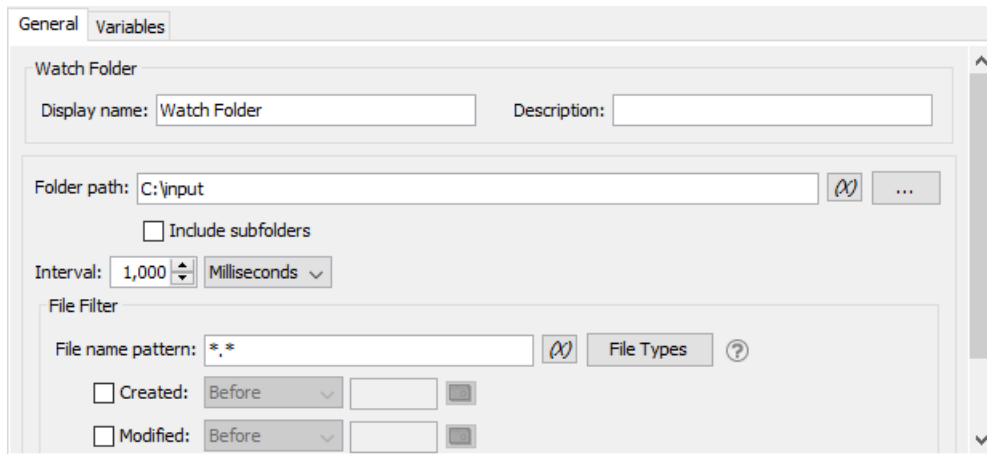 General Variables
Watch Folder
Display name: Watch Folder Description:
Folder path: C:\input (X) ...
Include subfolders
Interval: 1,000 Milliseconds
File Filter
File name pattern: *.* (X) File Types ?
Created: Before
Modified: Before